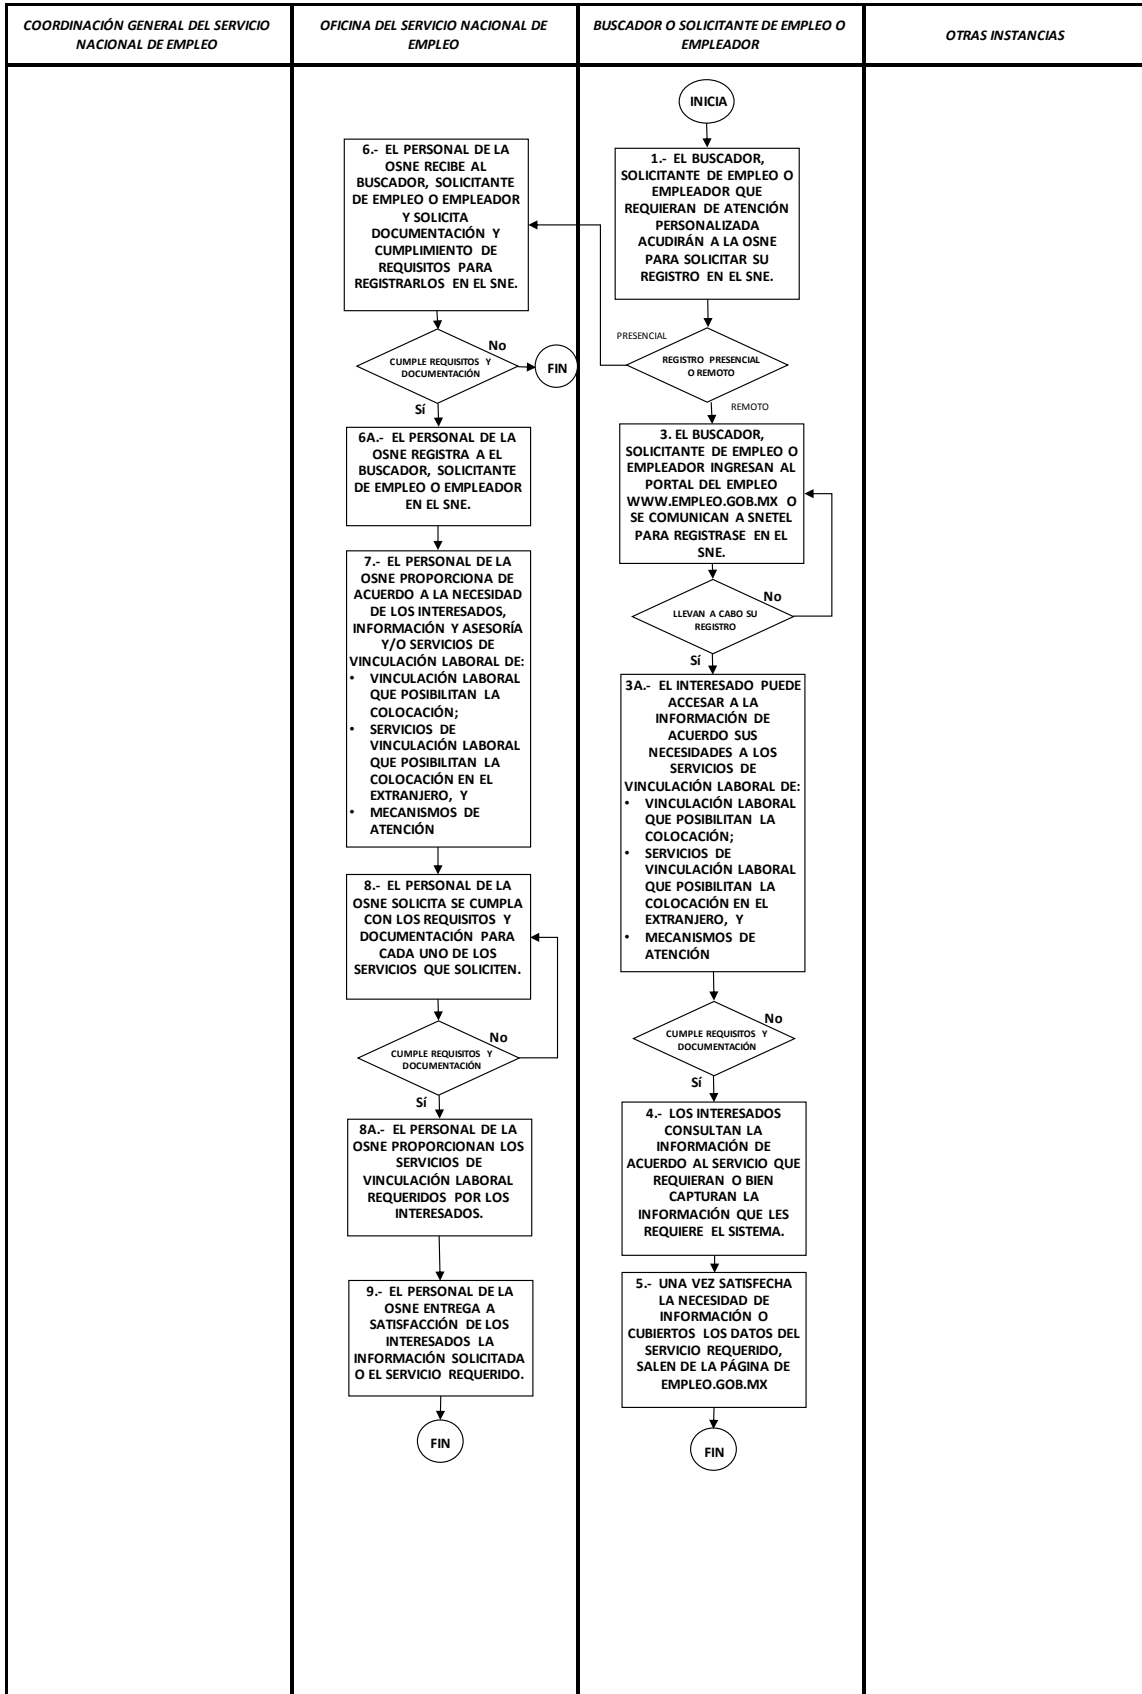 COORDINACIÓN GENERAL DEL SERVICIO
NACIONAL DE EMPLEO
OFICINA DEL SERVICIO NACIONAL DE
EMPLEO
BUSCADOR O SOLICITANTE DE EMPLEO O
EMPLEADOR
OTRAS INSTANCIAS
INICIA
1.- EL BUSCADOR,
SOLICITANTE DE EMPLEO O
EMPLEADOR QUE
REQUIERAN DE ATENCIÓN
PERSONALIZADA
ACUDIRÁN A LA OSNE
PARA SOLICITAR SU
REGISTRO EN EL SNE.
REGISTRO PRESENCIAL
O REMOTO
PRESENCIAL
REMOTO
3. EL BUSCADOR,
SOLICITANTE DE EMPLEO O
EMPLEADOR INGRESAN AL
PORTAL DEL EMPLEO
WWW.EMPLEO.GOB.MX O
SE COMUNICAN A SNETEL
PARA REGISTRASE EN EL
SNE.
LLEVAN A CABO SU
REGISTRO
No
Sí
3A.- EL INTERESADO PUEDE
ACCESAR A LA
INFORMACIÓN DE
ACUERDO SUS
NECESIDADES A LOS
SERVICIOS DE
VINCULACIÓN LABORAL DE:
• VINCULACIÓN LABORAL
QUE POSIBILITAN LA
COLOCACIÓN;
• SERVICIOS DE
VINCULACIÓN LABORAL
QUE POSIBILITAN LA
COLOCACIÓN EN EL
EXTRANJERO, Y
• MECANISMOS DE
ATENCIÓN
CUMPLE REQUISITOS Y
DOCUMENTACIÓN
No
Sí
4.- LOS INTERESADOS
CONSULTAN LA
INFORMACIÓN DE
ACUERDO AL SERVICIO QUE
REQUIERAN O BIEN
CAPTURAN LA
INFORMACIÓN QUE LES
REQUIERE EL SISTEMA.
5.- UNA VEZ SATISFECHA
LA NECESIDAD DE
INFORMACIÓN O
CUBIERTOS LOS DATOS DEL
SERVICIO REQUERIDO,
SALEN DE LA PÁGINA DE
EMPLEO.GOB.MX
FIN
6.- EL PERSONAL DE LA
OSNE RECIBE AL
BUSCADOR, SOLICITANTE
DE EMPLEO O EMPLEADOR
Y SOLICITA
DOCUMENTACIÓN Y
CUMPLIMIENTO DE
REQUISITOS PARA
REGISTRARLOS EN EL SNE.
CUMPLE REQUISITOS Y
DOCUMENTACIÓN
No
FIN
Sí
6A.- EL PERSONAL DE LA
OSNE REGISTRA A EL
BUSCADOR, SOLICITANTE
DE EMPLEO O EMPLEADOR
EN EL SNE.
7.- EL PERSONAL DE LA
OSNE PROPORCIONA DE
ACUERDO A LA NECESIDAD
DE LOS INTERESADOS,
INFORMACIÓN Y ASESORÍA
Y/O SERVICIOS DE
VINCULACIÓN LABORAL DE:
• VINCULACIÓN LABORAL
QUE POSIBILITAN LA
COLOCACIÓN;
• SERVICIOS DE
VINCULACIÓN LABORAL
QUE POSIBILITAN LA
COLOCACIÓN EN EL
EXTRANJERO, Y
• MECANISMOS DE
ATENCIÓN
8.- EL PERSONAL DE LA
OSNE SOLICITA SE CUMPLA
CON LOS REQUISITOS Y
DOCUMENTACIÓN PARA
CADA UNO DE LOS
SERVICIOS QUE SOLICITEN.
CUMPLE REQUISITOS Y
DOCUMENTACIÓN
No
Sí
8A.- EL PERSONAL DE LA
OSNE PROPORCIONAN LOS
SERVICIOS DE
VINCULACIÓN LABORAL
REQUERIDOS POR LOS
INTERESADOS.
9.- EL PERSONAL DE LA
OSNE ENTREGA A
SATISFACCIÓN DE LOS
INTERESADOS LA
INFORMACIÓN SOLICITADA
O EL SERVICIO REQUERIDO.
FIN